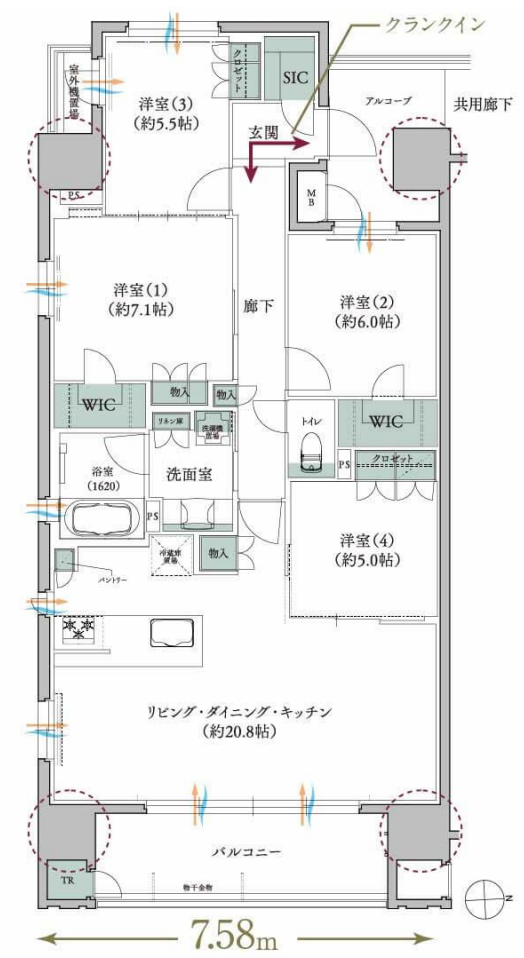 クランクイン
室外機置場
洋室(3)
(約5.5帖)
クロゼット
SIC
アルコーブ
共用廊下
玄関
PS
MB
洋室(1)
(約7.1帖)
廊下
洋室(2)
(約6.0帖)
WIC
物入
物入
リネン庫
洗濯機置場
トイレ
WIC
浴室
(1620)
洗面室
PS
クロゼット
PS
冷蔵庫置場
物入
洋室(4)
(約5.0帖)
パントリー
リビング・ダイニング・キッチン
(約20.8帖)
バルコニー
TR
物干金物
N
7.58m